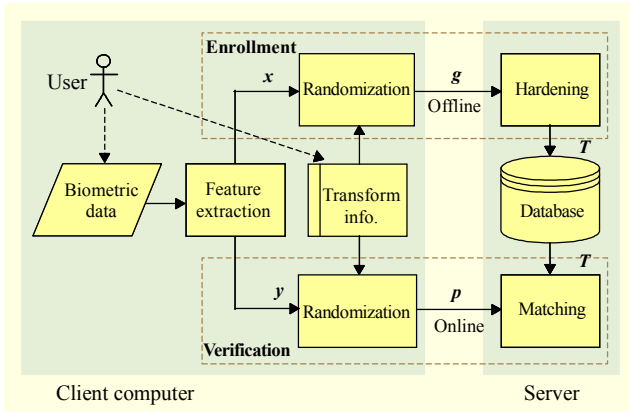 Enrollment
User
x
Randomization
g
Offline
Hardening
T
Biometric
data
Feature
extraction
Transform
info.
Database
T
y
Randomization
p
Online
Matching
Verification
Client computer
Server